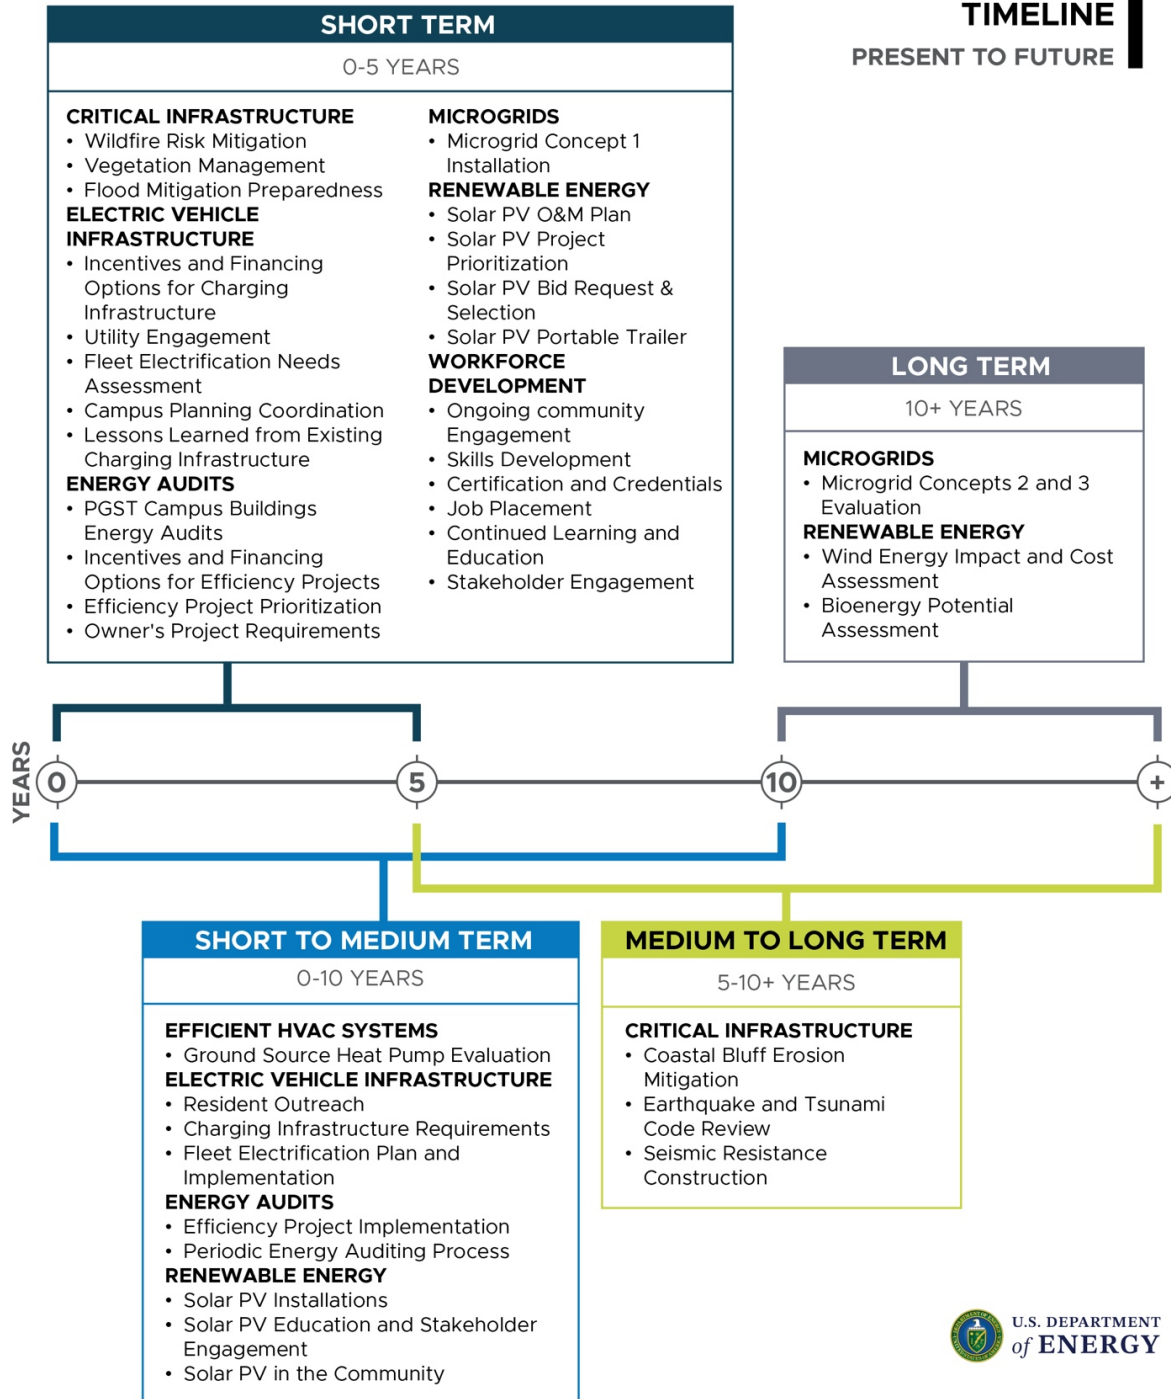 TIMELINE
PRESENT TO FUTURE
SHORT TERM
0-5 YEARS
CRITICAL INFRASTRUCTURE
• Wildfire Risk Mitigation
• Vegetation Management
• Flood Mitigation Preparedness
ELECTRIC VEHICLE
INFRASTRUCTURE
• Incentives and Financing
Options for Charging
Infrastructure
• Utility Engagement
• Fleet Electrification Needs
Assessment
• Campus Planning Coordination
• Lessons Learned from Existing
Charging Infrastructure
ENERGY AUDITS
• PGST Campus Buildings
Energy Audits
• Incentives and Financing
Options for Efficiency Projects
• Efficiency Project Prioritization
• Owner's Project Requirements
MICROGRIDS
• Microgrid Concept 1
Installation
RENEWABLE ENERGY
• Solar PV O&M Plan
• Solar PV Project
Prioritization
• Solar PV Bid Request &
Selection
• Solar PV Portable Trailer
WORKFORCE
DEVELOPMENT
• Ongoing community
Engagement
• Skills Development
• Certification and Credentials
• Job Placement
• Continued Learning and
Education
• Stakeholder Engagement
LONG TERM
10+ YEARS
MICROGRIDS
• Microgrid Concepts 2 and 3
Evaluation
RENEWABLE ENERGY
• Wind Energy Impact and Cost
Assessment
• Bioenergy Potential
Assessment
YEARS
0
5
10
+
SHORT TO MEDIUM TERM
0-10 YEARS
EFFICIENT HVAC SYSTEMS
• Ground Source Heat Pump Evaluation
ELECTRIC VEHICLE INFRASTRUCTURE
• Resident Outreach
• Charging Infrastructure Requirements
• Fleet Electrification Plan and
Implementation
ENERGY AUDITS
• Efficiency Project Implementation
• Periodic Energy Auditing Process
RENEWABLE ENERGY
• Solar PV Installations
• Solar PV Education and Stakeholder
Engagement
• Solar PV in the Community
MEDIUM TO LONG TERM
5-10+ YEARS
CRITICAL INFRASTRUCTURE
• Coastal Bluff Erosion
Mitigation
• Earthquake and Tsunami
Code Review
• Seismic Resistance
Construction
U.S. DEPARTMENT
of ENERGY